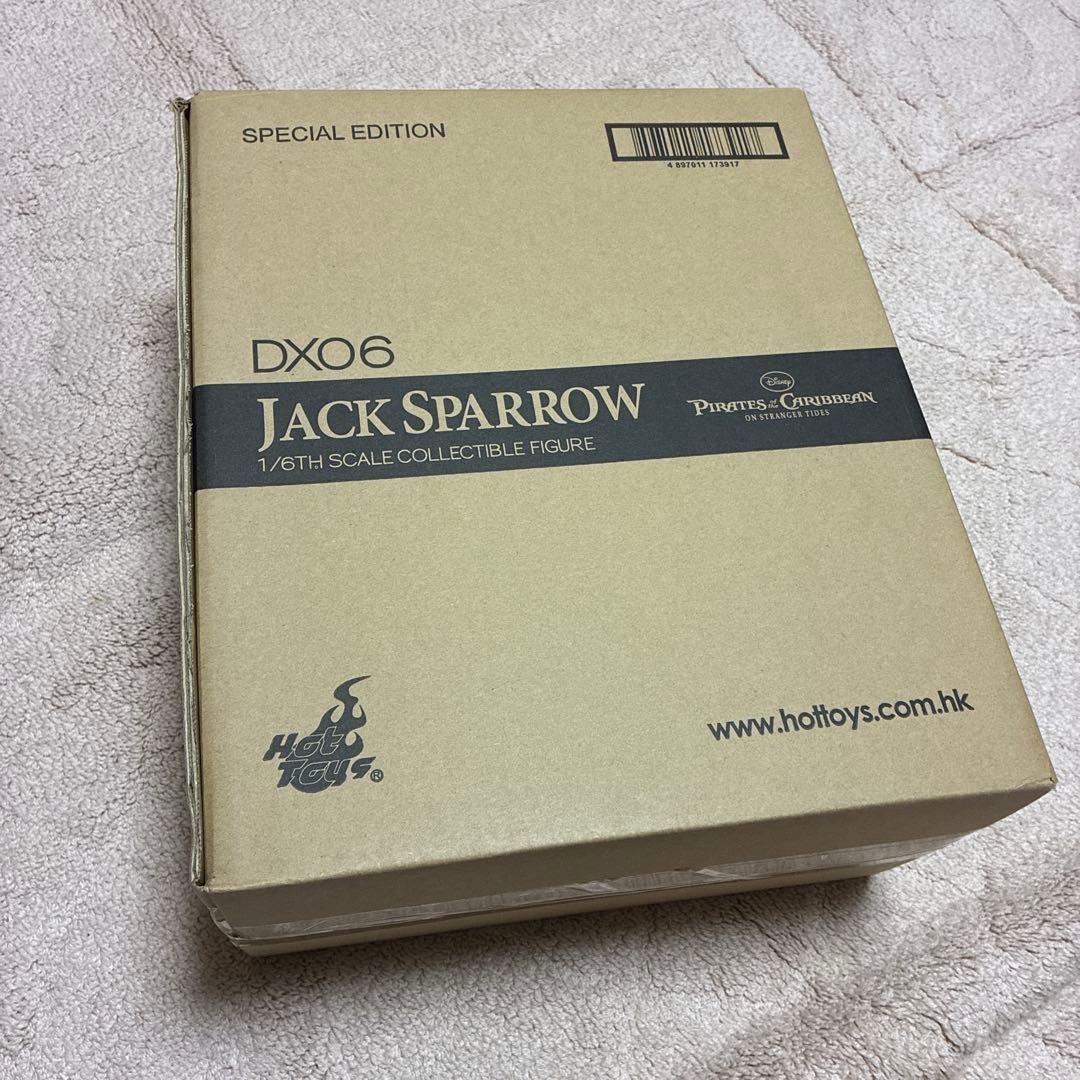 SPECIAL EDITION
4 897011 173917
DX06
JACK SPARROW
1/6TH SCALE COLLECTIBLE FIGURE
Disney
PIRATES of the CARIBBEAN
ON STRANGER TIDES
Hot
Toys®
www.hottoys.com.hk